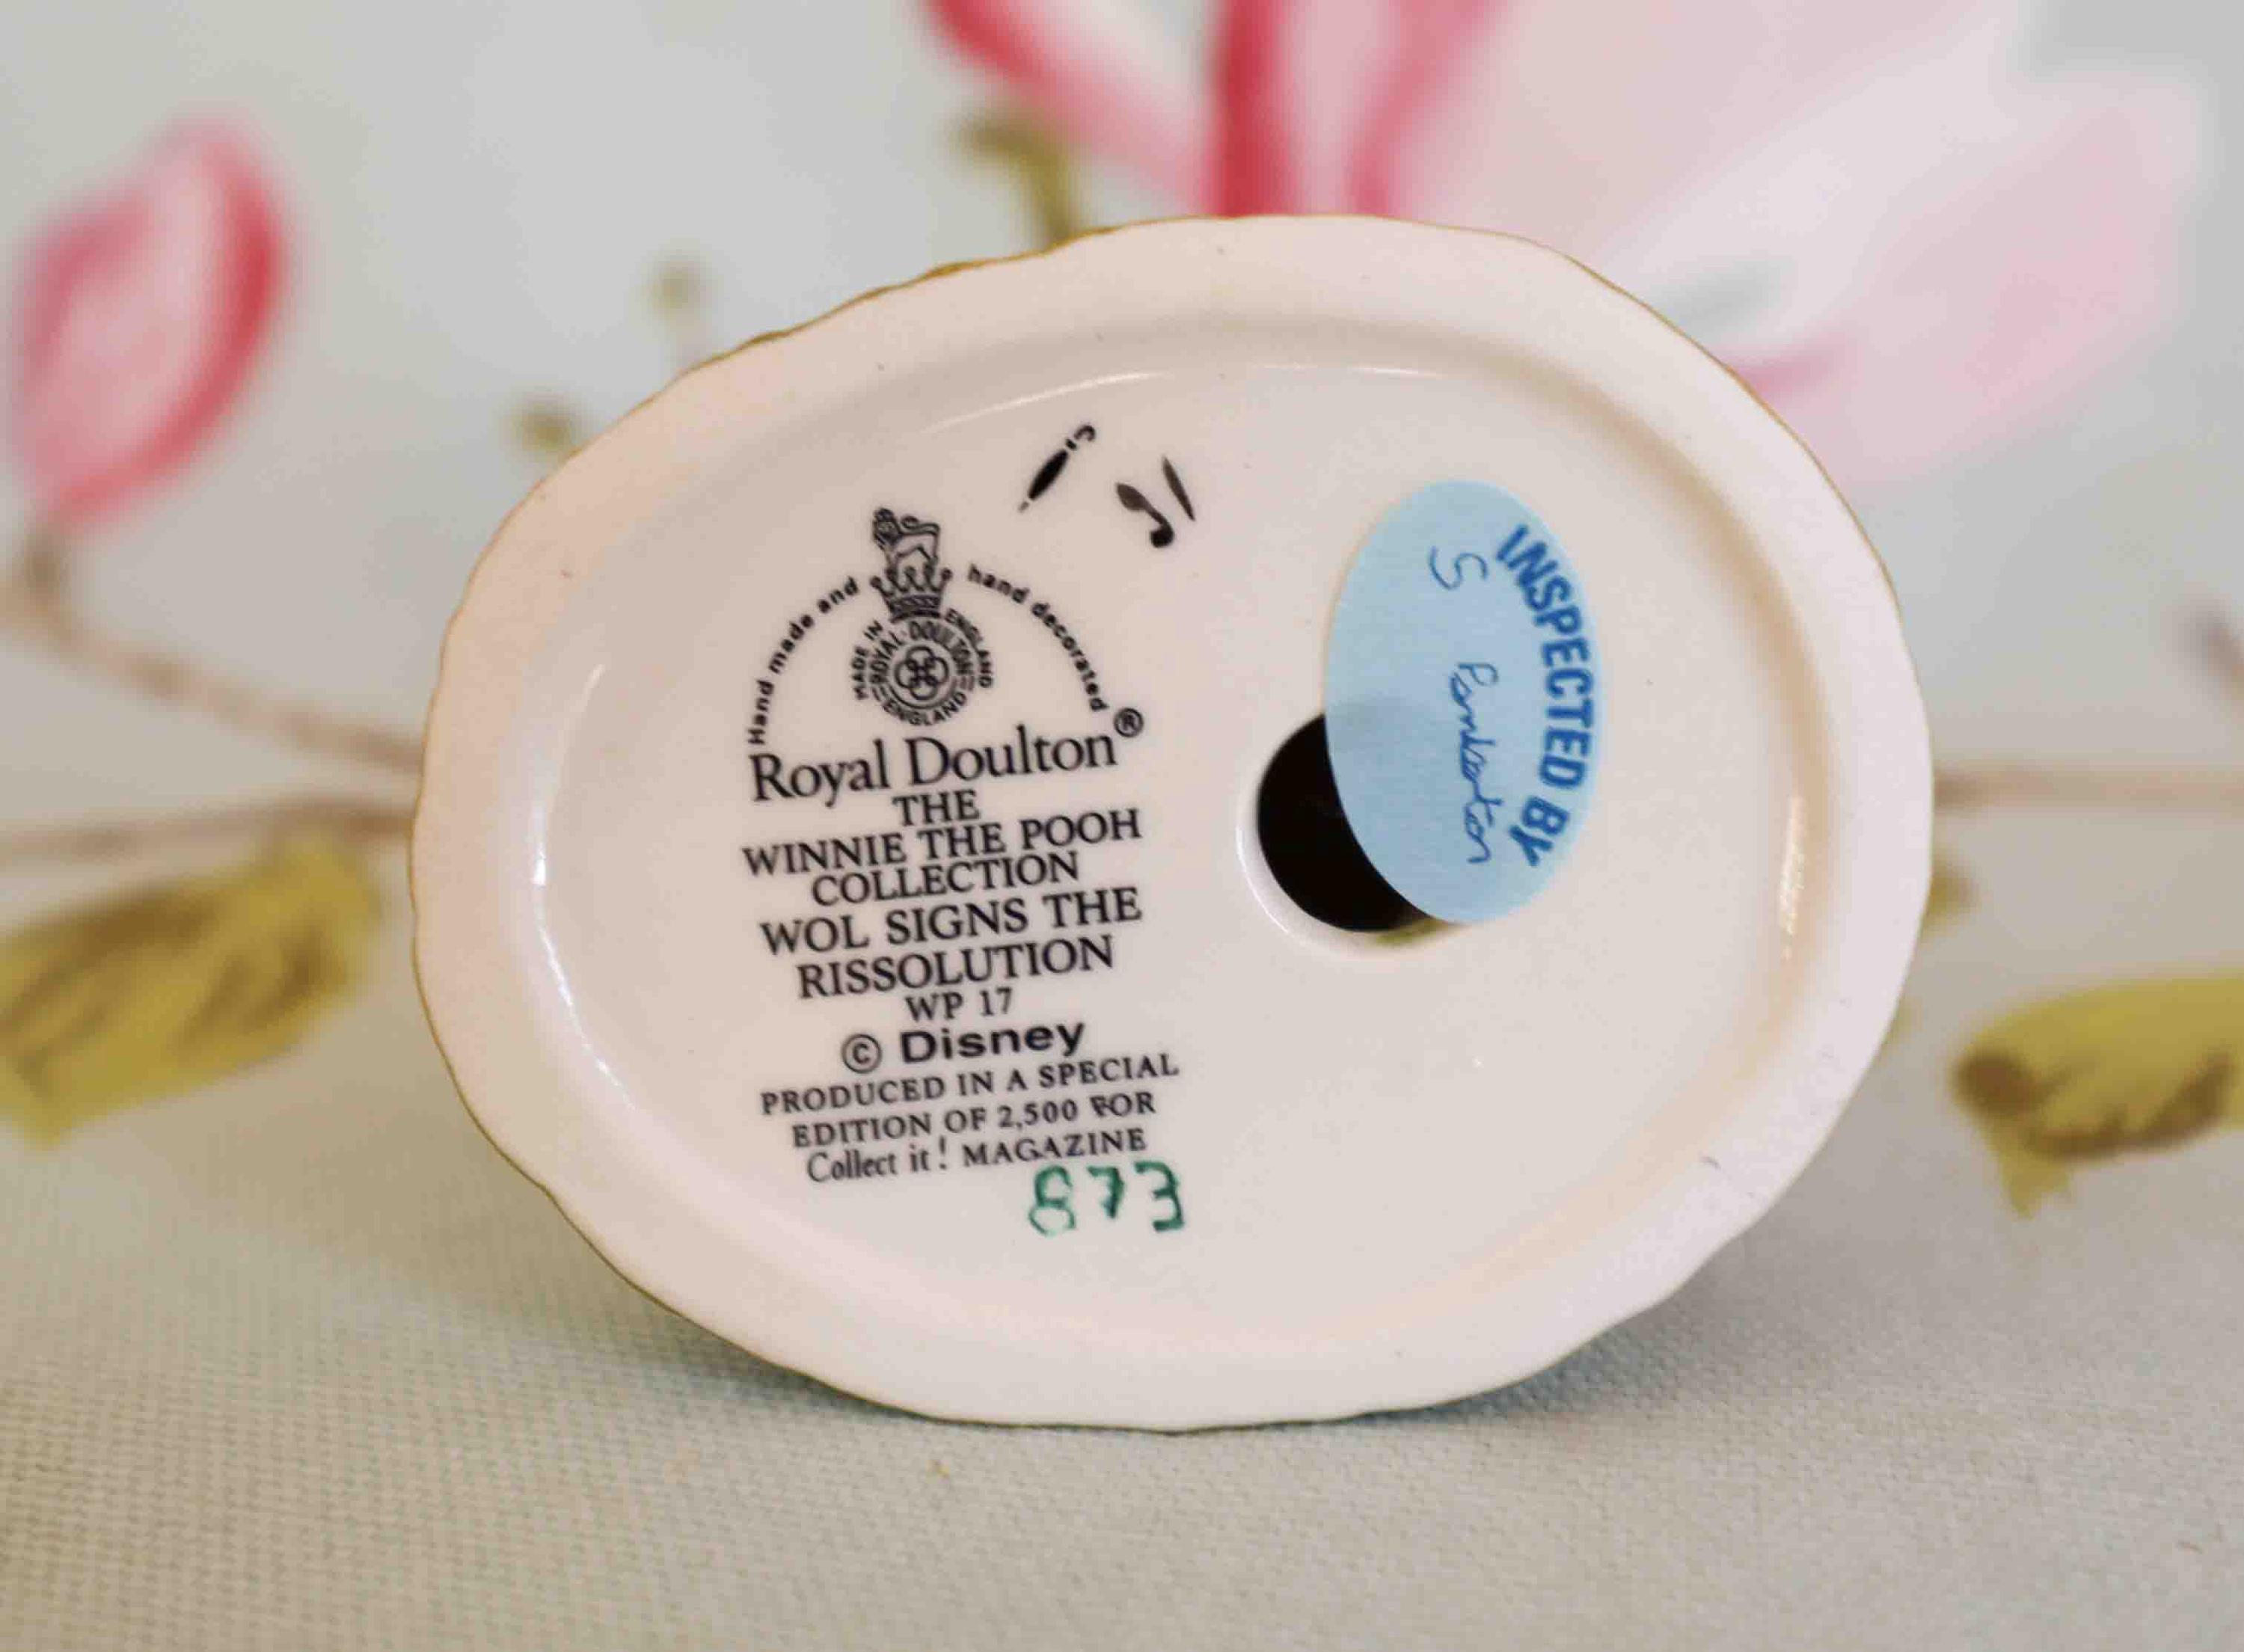 Hand made and hand decorated
MADE IN ENGLAND
ROYAL·DOULTON
ENGLAND
Royal Doulton®
THE
WINNIE THE POOH
COLLECTION
WOL SIGNS THE
RISSOLUTION
WP 17
© Disney
PRODUCED IN A SPECIAL
EDITION OF 2,500 FOR
Collect it! MAGAZINE
873
INSPECTED BY
S